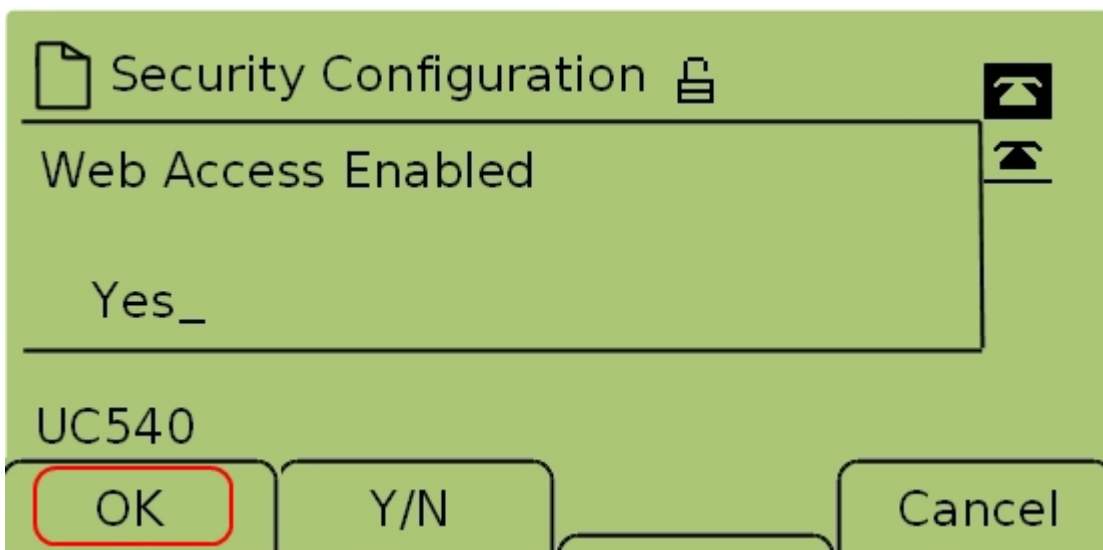 Security Configuration
Web Access Enabled
Yes_
UC540
OK Y/N Cancel